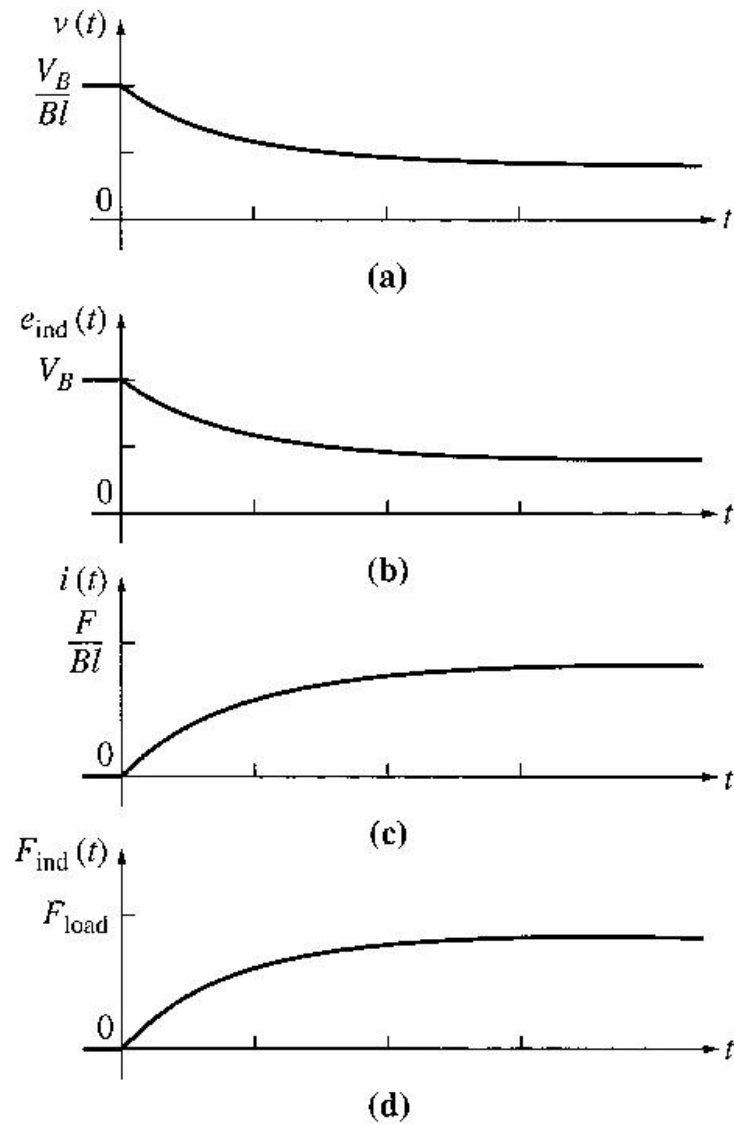 v(t)
V_B
Bl
0
t
(a)
e_ind (t)
V_B
0
t
(b)
i(t)
F
Bl
0
t
(c)
F_ind (t)
F_load
0
t
(d)